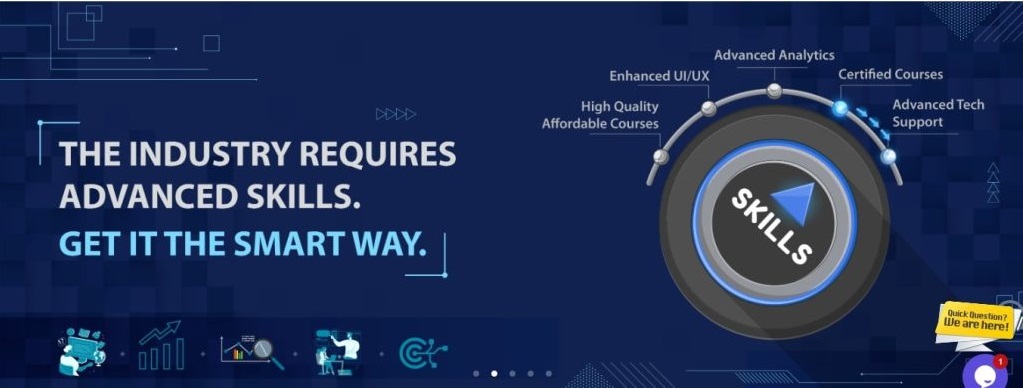 THE INDUSTRY REQUIRES
ADVANCED SKILLS.
GET IT THE SMART WAY.
High Quality
Affordable Courses
Enhanced UI/UX
Advanced Analytics
Certified Courses
Advanced Tech
Support
SKILLS
Quick Question?
We are here!
1